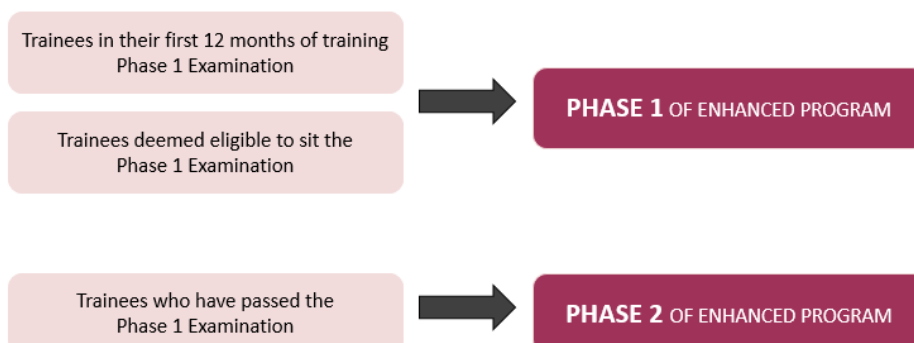 Trainees in their first 12 months of training
Phase 1 Examination
Trainees deemed eligible to sit the
Phase 1 Examination
PHASE 1 OF ENHANCED PROGRAM
Trainees who have passed the
Phase 1 Examination
PHASE 2 OF ENHANCED PROGRAM